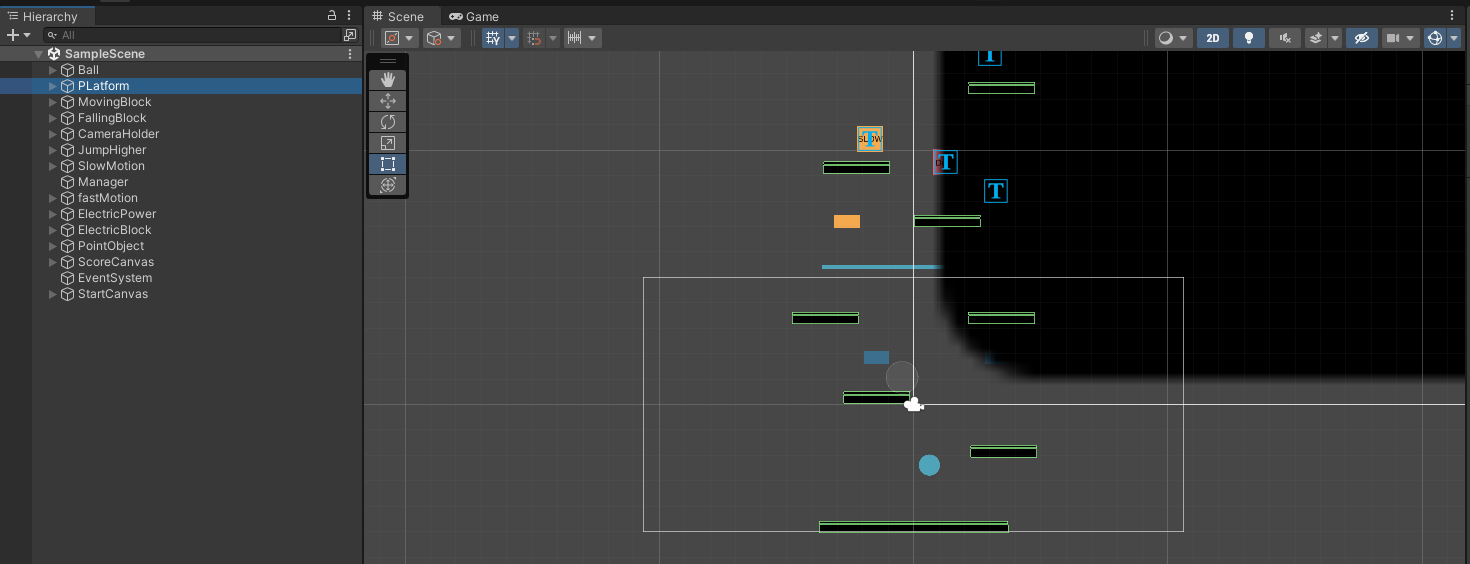 Hierarchy
Scene
Game
All
2D
SampleScene
Ball
PLatform
MovingBlock
FallingBlock
CameraHolder
JumpHigher
SlowMotion
Manager
fastMotion
ElectricPower
ElectricBlock
PointObject
ScoreCanvas
EventSystem
StartCanvas
T
T
T
T